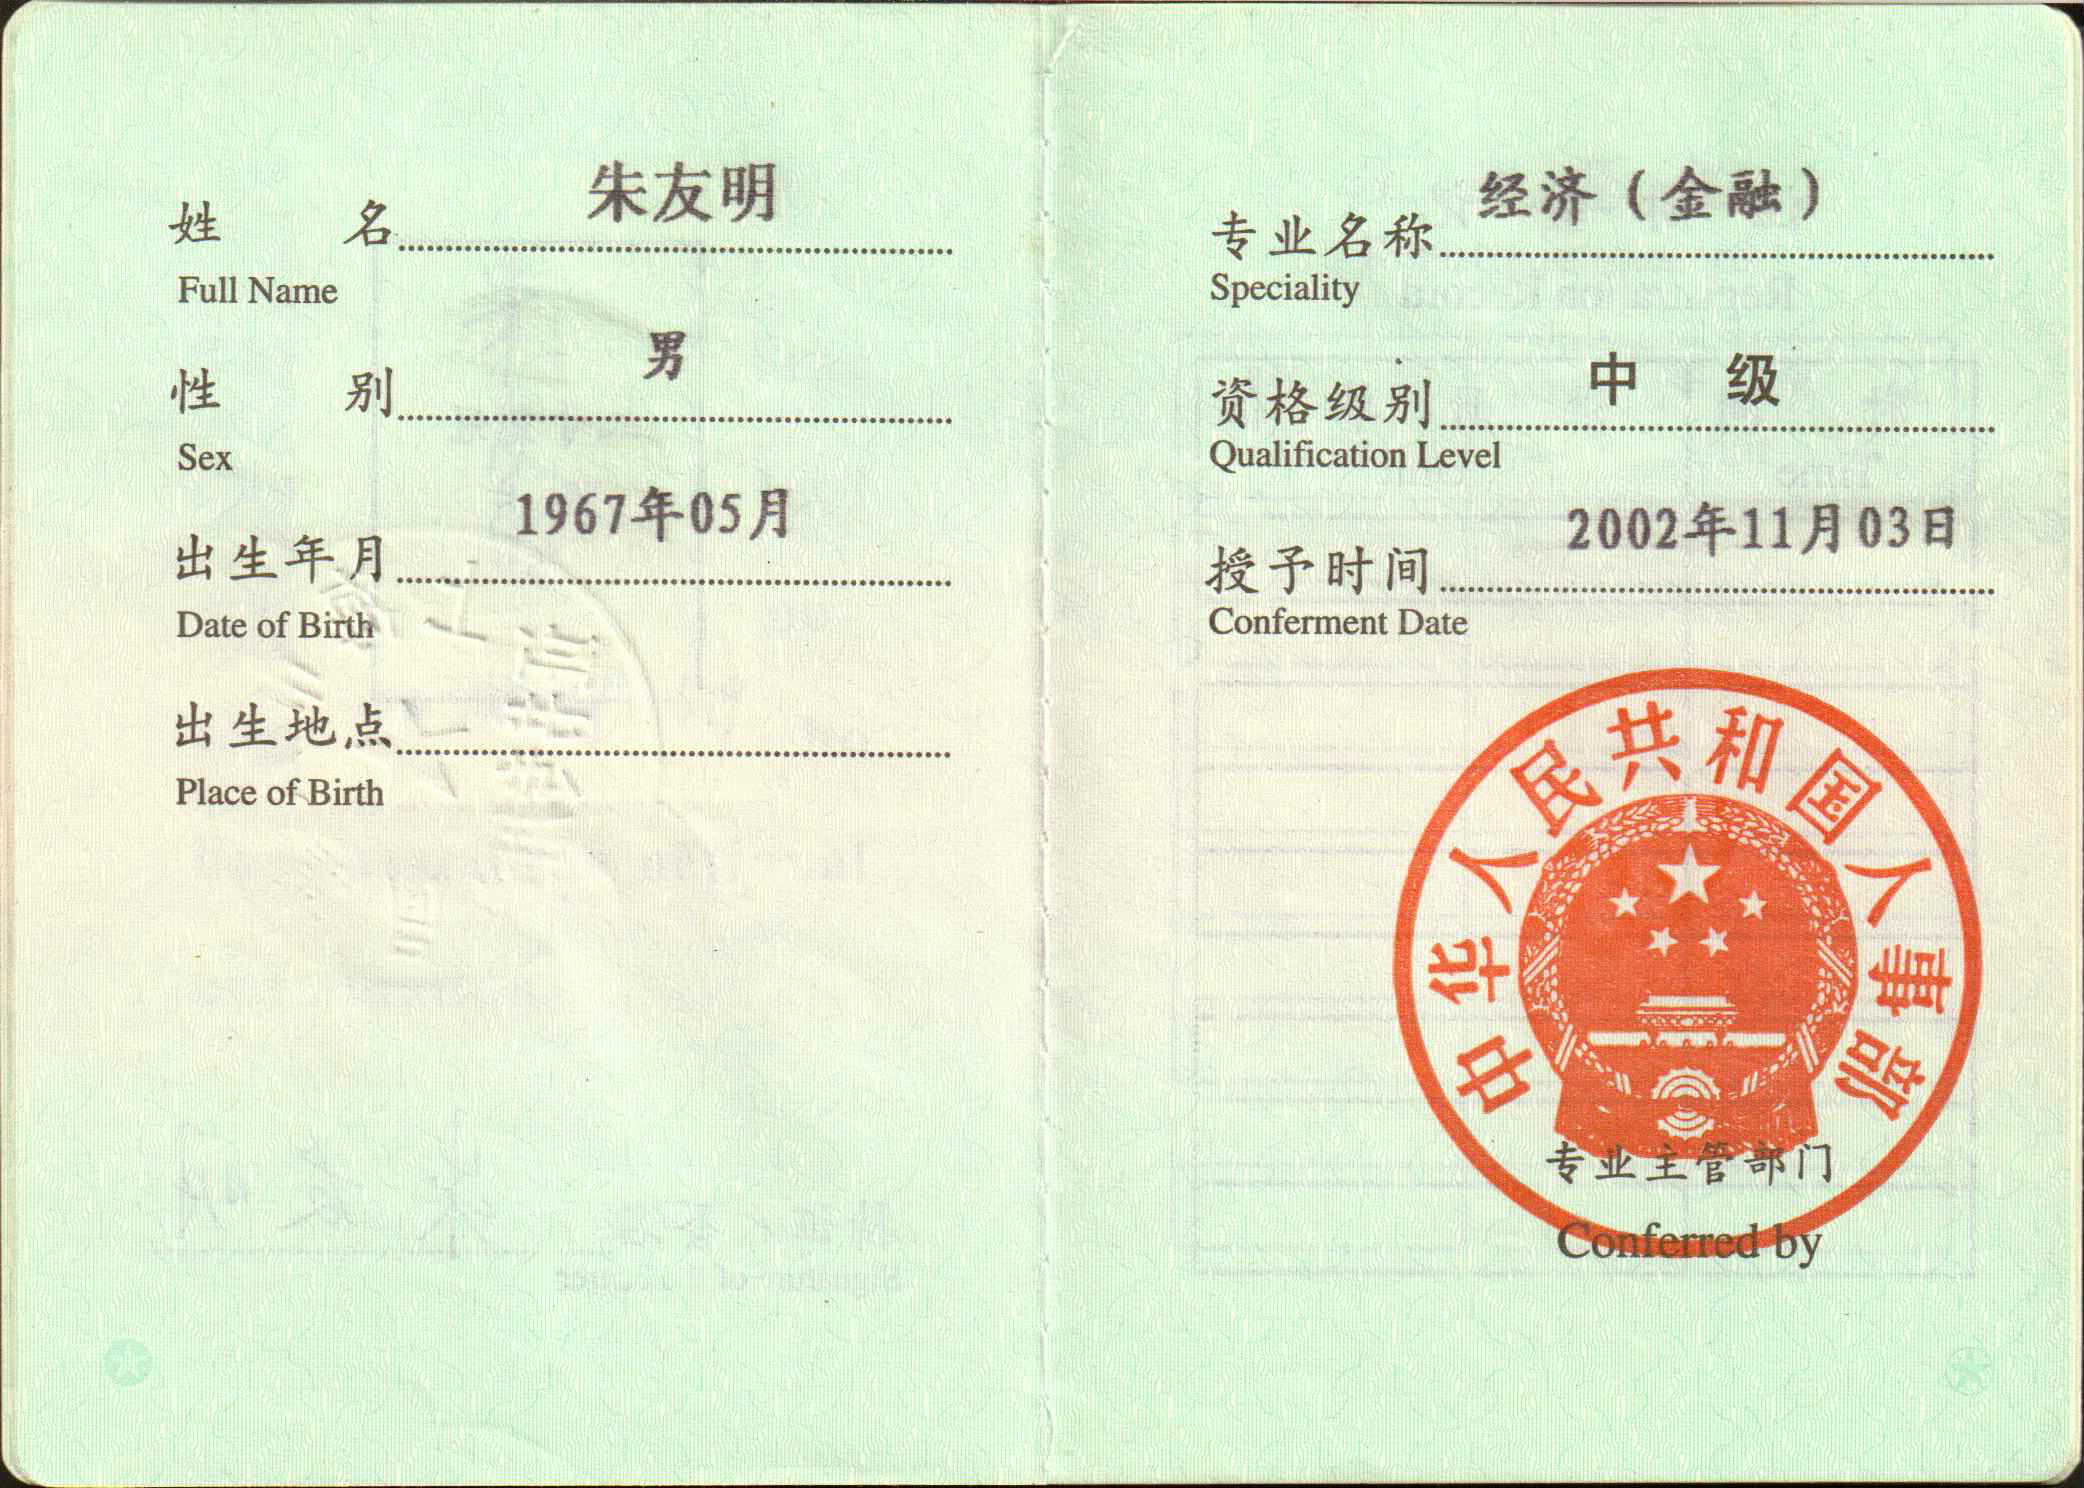 姓 名 朱友明
Full Name
性 别 男
Sex
出生年月 1967年05月
Date of Birth
出生地点
Place of Birth
专业名称 经济（金融）
Speciality
资格级别 中 级
Qualification Level
授予时间 2002年11月03日
Conferment Date
中华人民共和国人事部
专业主管部门
Conferred by